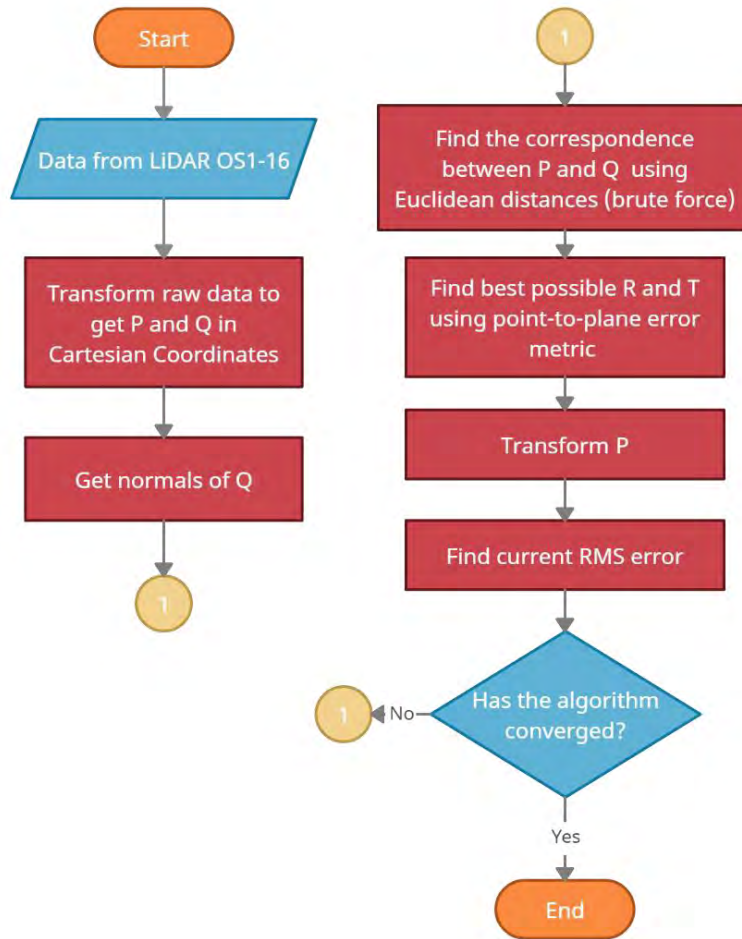 Start
Data from LiDAR OS1-16
Transform raw data to
get P and Q in
Cartesian Coordinates
Get normals of Q
1
1
Find the correspondence
between P and Q using
Euclidean distances (brute force)
Find best possible R and T
using point-to-plane error
metric
Transform P
Find current RMS error
Has the algorithm
converged?
No
1
Yes
End